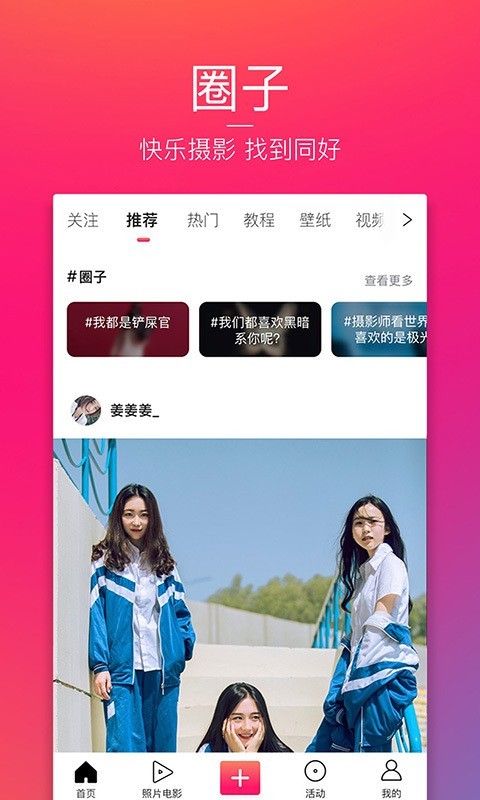 圈子
快乐摄影 找到同好
关注 推荐 热门 教程 壁纸 视频
#圈子 查看更多
#我都是铲屎官
#我们都喜欢黑暗
系你呢?
#摄影师看世界
喜欢的是极光
姜姜姜_
首页 照片电影 活动 我的